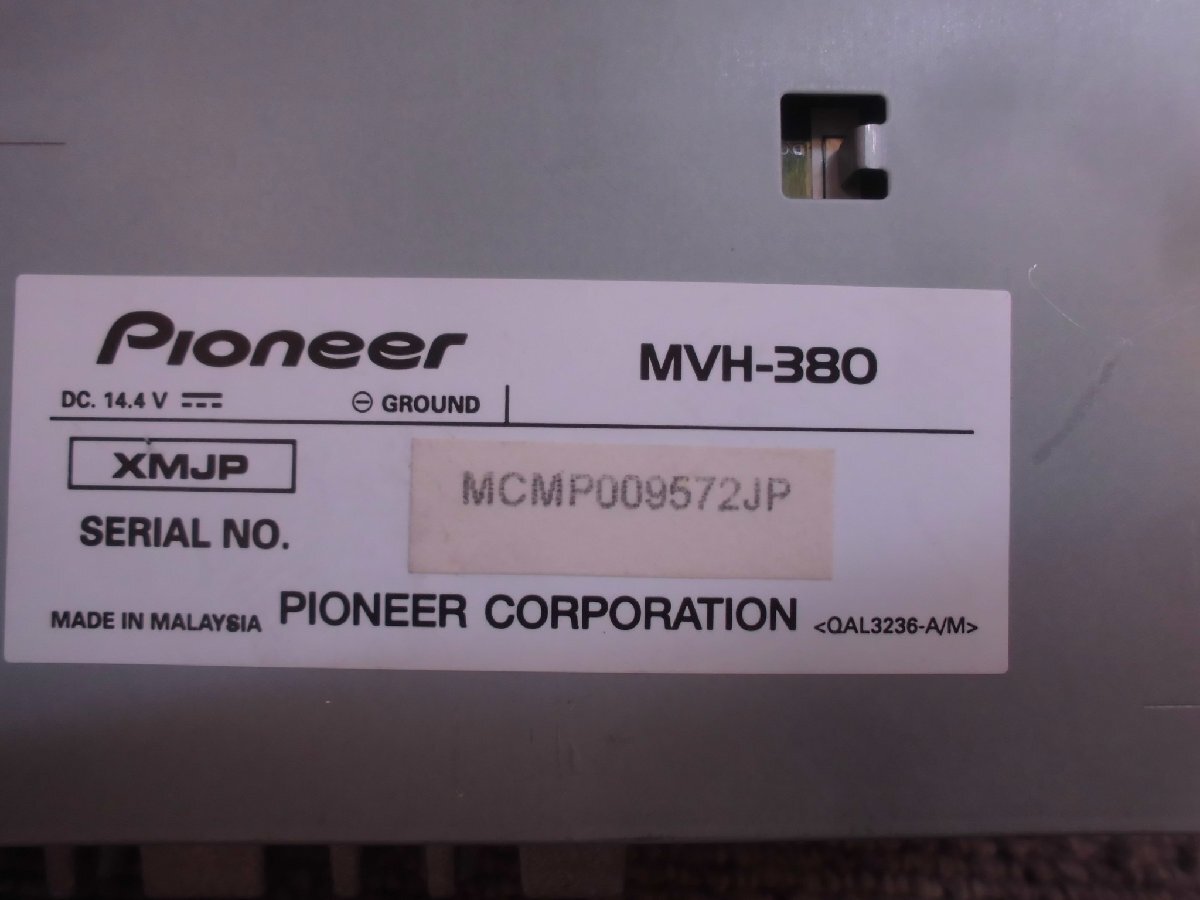 Pioneer
MVH-380
DC. 14.4 V ⎓ ⊖ GROUND
XMJP
MCMP009572JP
SERIAL NO.
MADE IN MALAYSIA PIONEER CORPORATION <QAL3236-A/M>